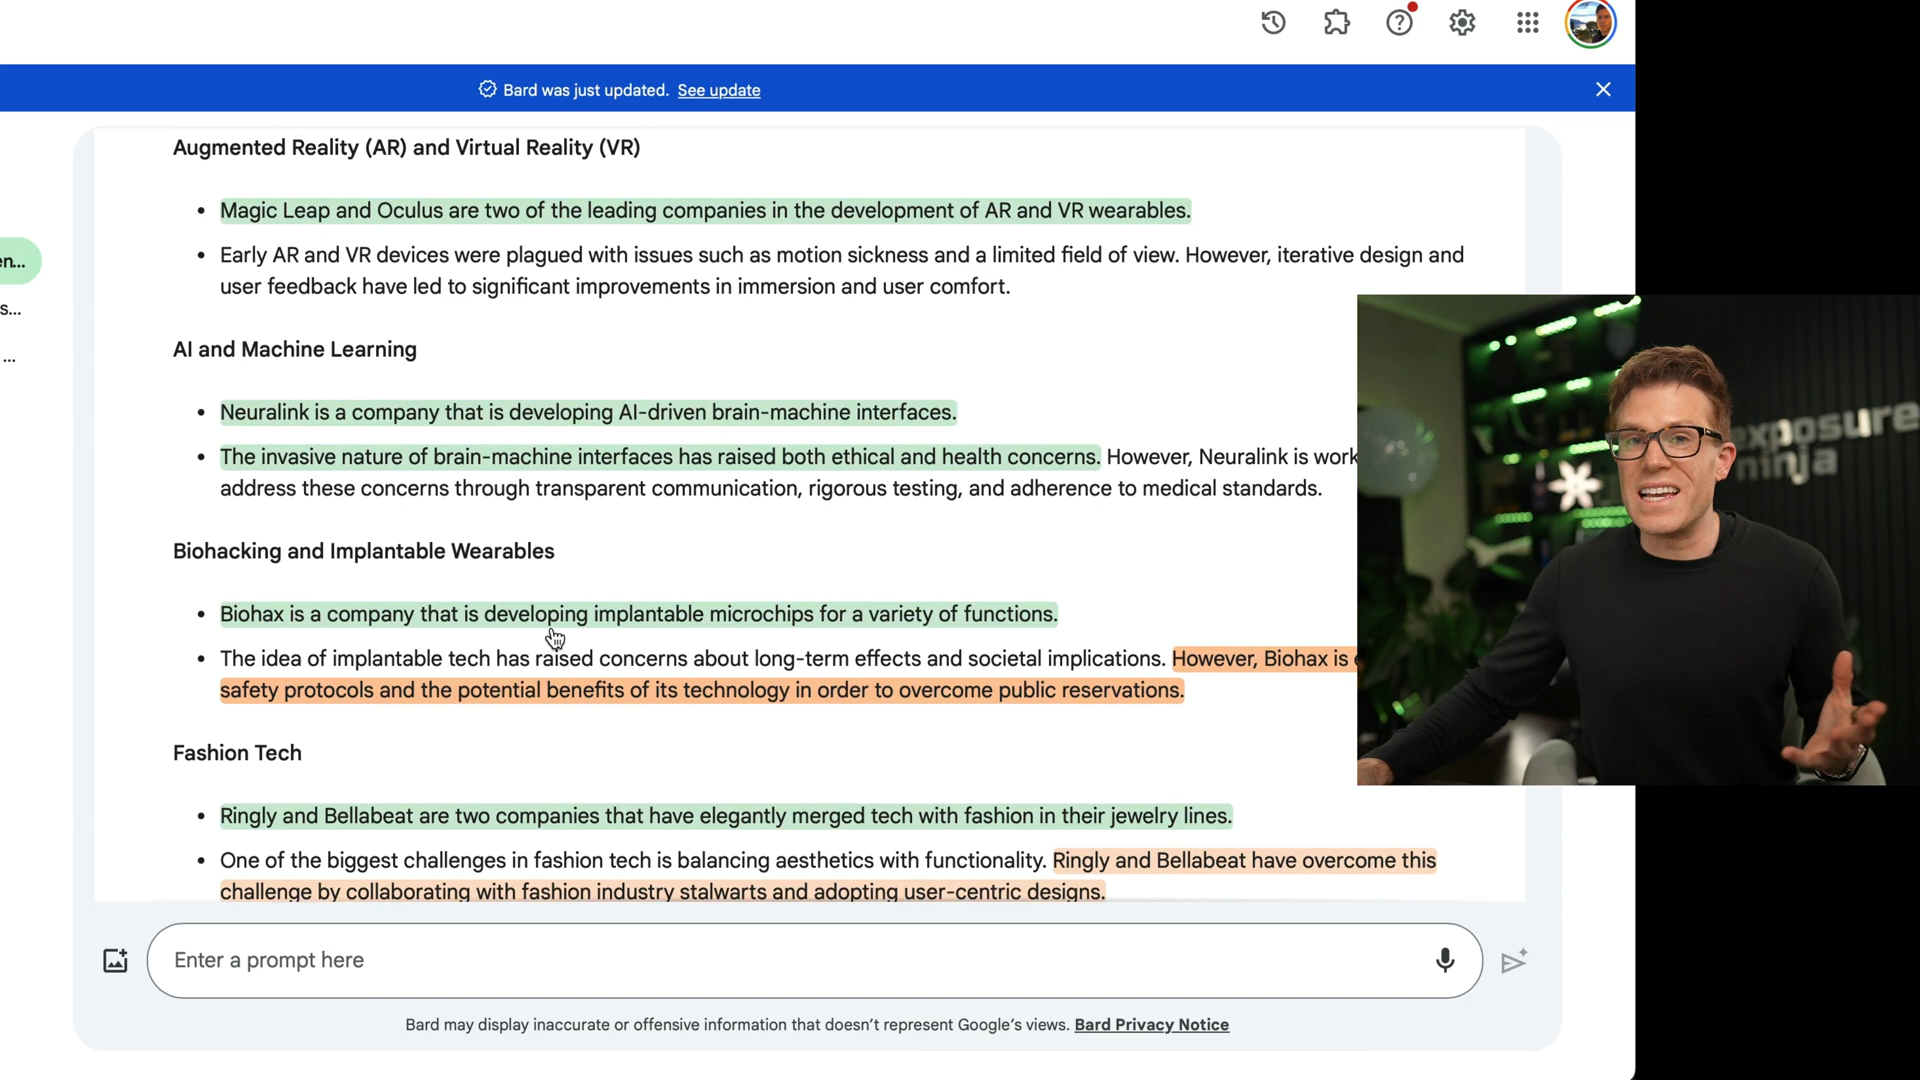 Bard was just updated. See update
Augmented Reality (AR) and Virtual Reality (VR)
• Magic Leap and Oculus are two of the leading companies in the development of AR and VR wearables.
• Early AR and VR devices were plagued with issues such as motion sickness and a limited field of view. However, iterative design and
user feedback have led to significant improvements in immersion and user comfort.
en...
s...
...
AI and Machine Learning
• Neuralink is a company that is developing AI-driven brain-machine interfaces.
• The invasive nature of brain-machine interfaces has raised both ethical and health concerns. However, Neuralink is work
address these concerns through transparent communication, rigorous testing, and adherence to medical standards.
exposure
ninja
Biohacking and Implantable Wearables
• Biohax is a company that is developing implantable microchips for a variety of functions.
• The idea of implantable tech has raised concerns about long-term effects and societal implications. However, Biohax is
safety protocols and the potential benefits of its technology in order to overcome public reservations.
Fashion Tech
• Ringly and Bellabeat are two companies that have elegantly merged tech with fashion in their jewelry lines.
• One of the biggest challenges in fashion tech is balancing aesthetics with functionality. Ringly and Bellabeat have overcome this
challenge by collaborating with fashion industry stalwarts and adopting user-centric designs.
Enter a prompt here
Bard may display inaccurate or offensive information that doesn't represent Google's views. Bard Privacy Notice